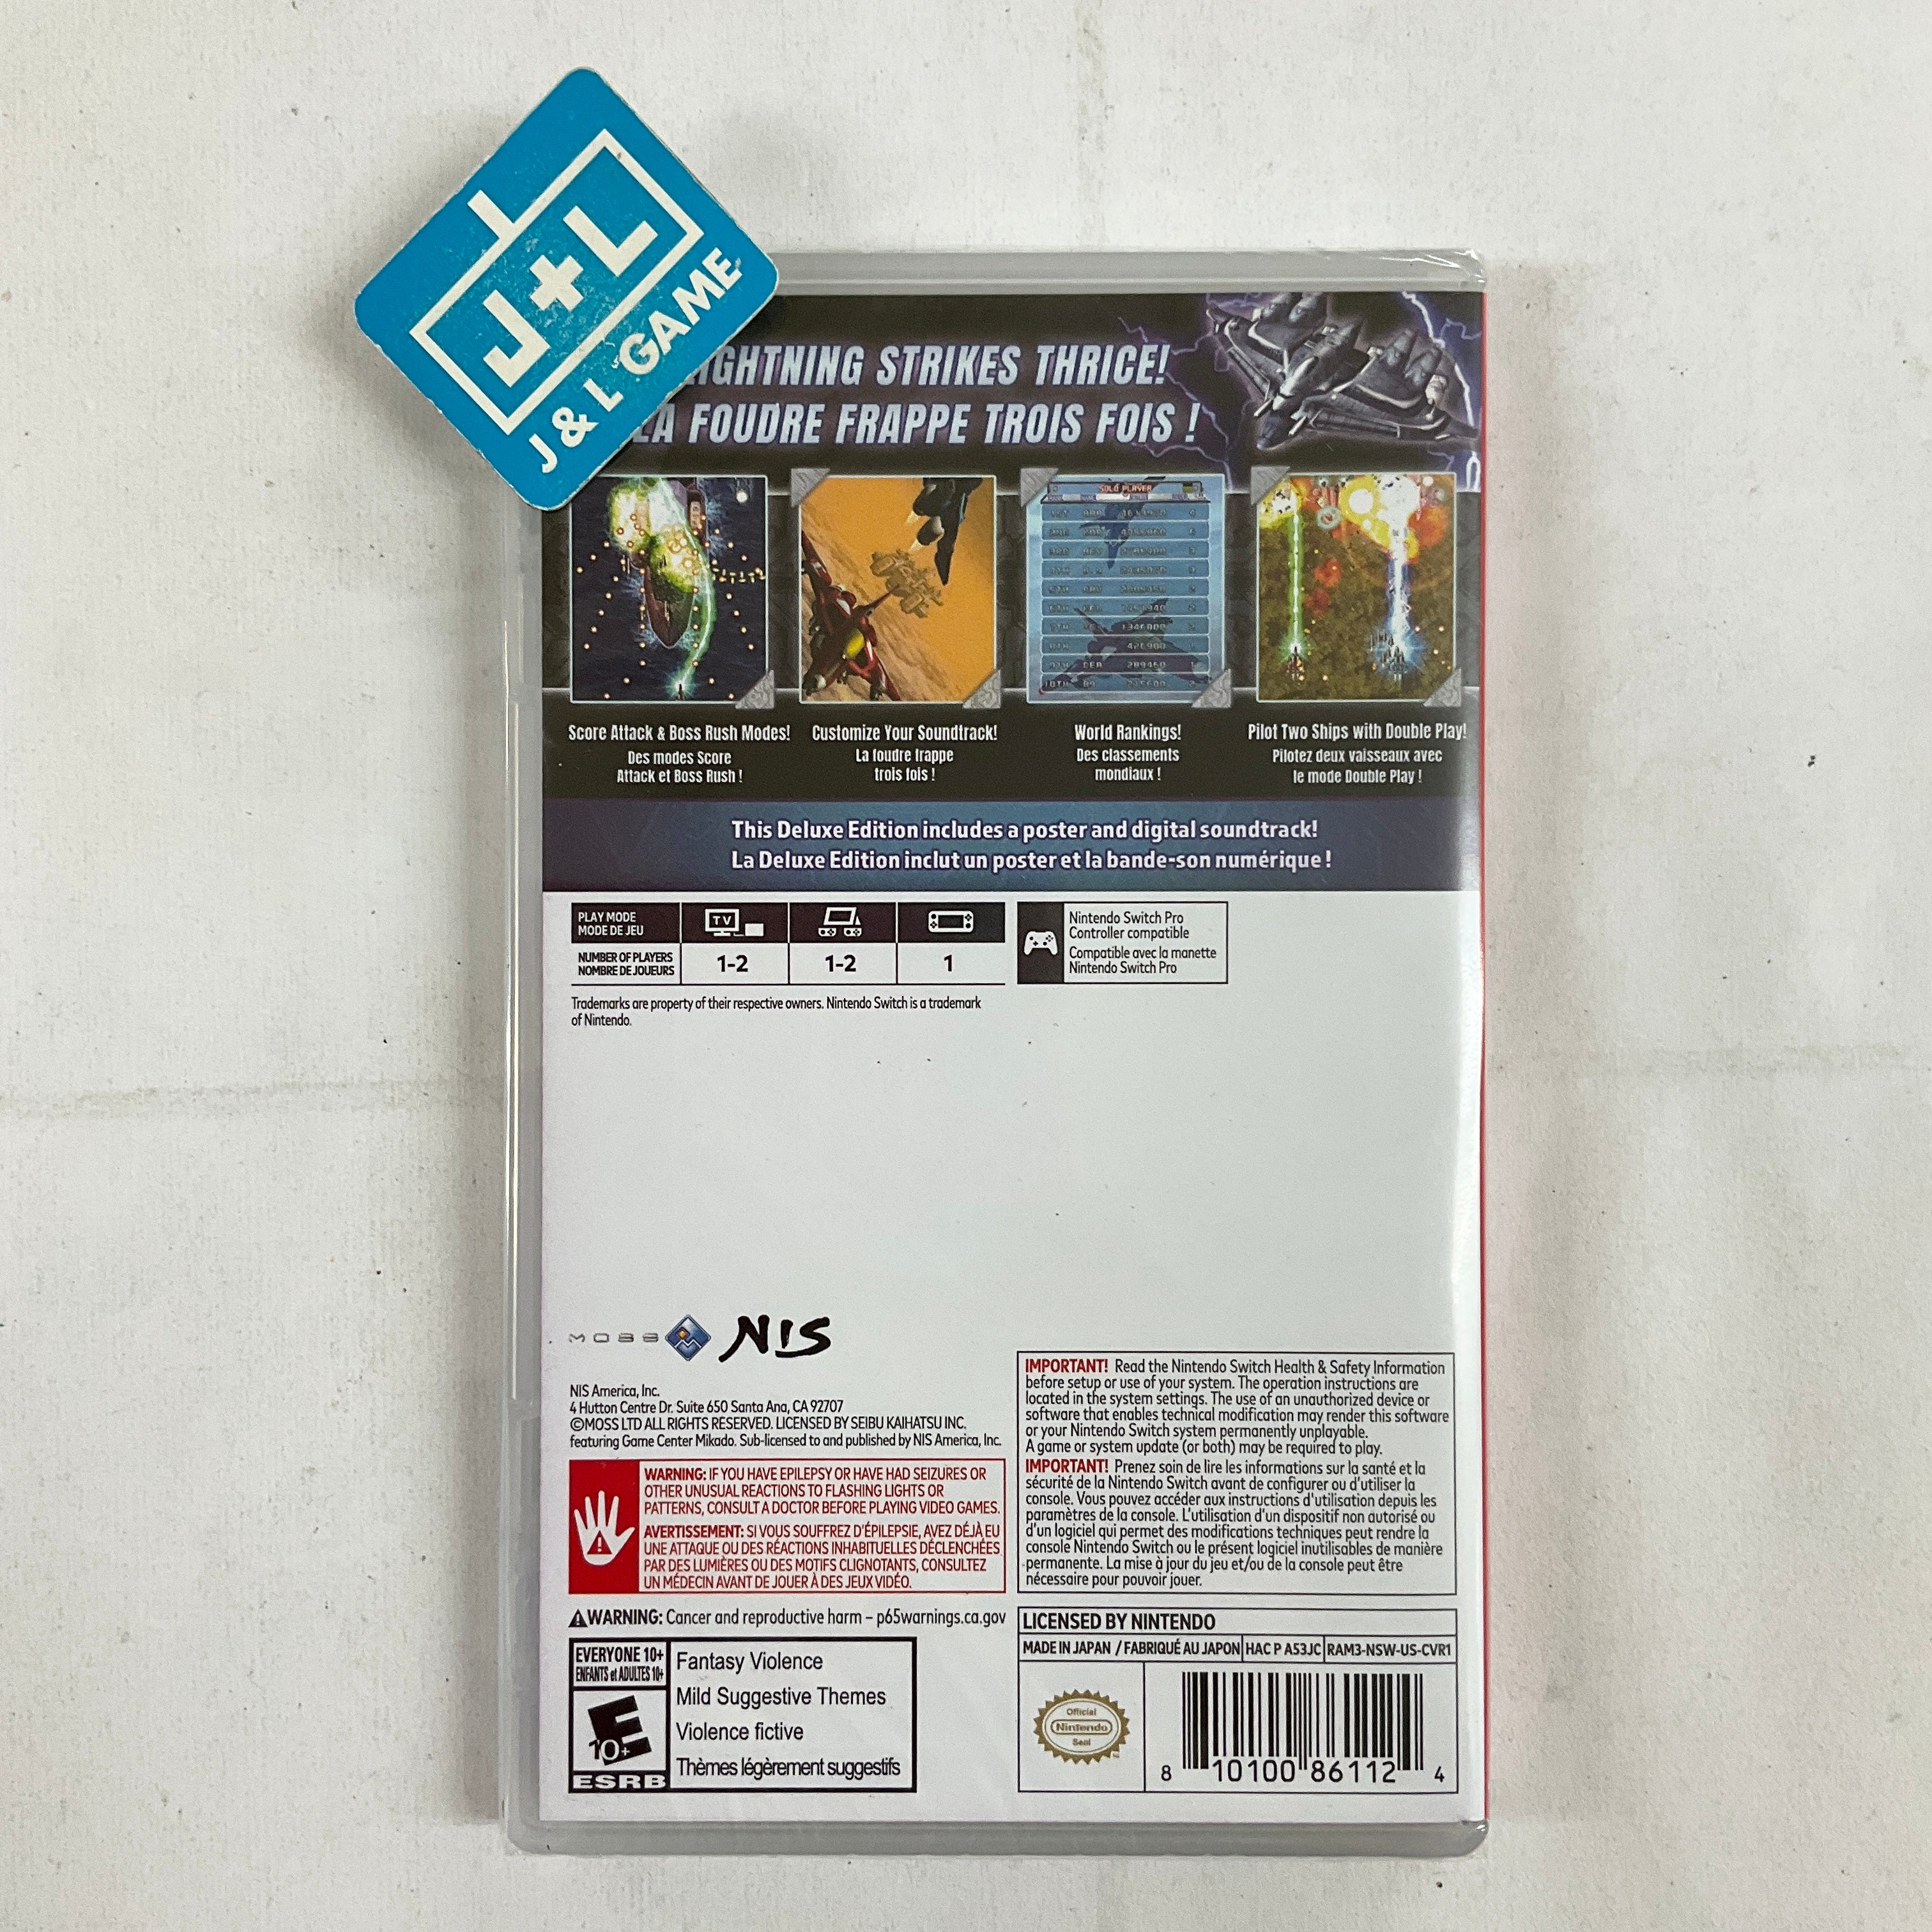 J+L
J & L GAME
LIGHTNING STRIKES THRICE!
LA FOUDRE FRAPPE TROIS FOIS !
SOLO PLAYER
Score Attack & Boss Rush Modes!
Des modes Score
Attack et Boss Rush !
Customize Your Soundtrack!
La foudre frappe
trois fois !
World Rankings!
Des classements
mondiaux !
Pilot Two Ships with Double Play!
Pilotez deux vaisseaux avec
le mode Double Play !
This Deluxe Edition includes a poster and digital soundtrack!
La Deluxe Edition inclut un poster et la bande-son numérique !
PLAY MODE
MODE DE JEU
TV
NUMBER OF PLAYERS
NOMBRE DE JOUEURS
1-2
1-2
1
Nintendo Switch Pro
Controller compatible
Compatible avec la manette
Nintendo Switch Pro
Trademarks are property of their respective owners. Nintendo Switch is a trademark
of Nintendo.
MOSS
NIS
NIS America, Inc.
4 Hutton Centre Dr. Suite 650 Santa Ana, CA 92707
©MOSS LTD ALL RIGHTS RESERVED. LICENSED BY SEIBU KAIHATSU INC.
featuring Game Center Mikado. Sub-licensed to and published by NIS America, Inc.
WARNING: IF YOU HAVE EPILEPSY OR HAVE HAD SEIZURES OR
OTHER UNUSUAL REACTIONS TO FLASHING LIGHTS OR
PATTERNS, CONSULT A DOCTOR BEFORE PLAYING VIDEO GAMES.
AVERTISSEMENT: SI VOUS SOUFFREZ D'ÉPILEPSIE, AVEZ DÉJÀ EU
UNE ATTAQUE OU DES RÉACTIONS INHABITUELLES DÉCLENCHÉES
PAR DES LUMIÈRES OU DES MOTIFS CLIGNOTANTS, CONSULTEZ
UN MÉDECIN AVANT DE JOUER À DES JEUX VIDÉO.
WARNING: Cancer and reproductive harm – p65warnings.ca.gov
EVERYONE 10+
ENFANTS et ADULTES 10+
E
10+
ESRB
Fantasy Violence
Mild Suggestive Themes
Violence fictive
Thèmes légèrement suggestifs
IMPORTANT! Read the Nintendo Switch Health & Safety Information
before setup or use of your system. The operation instructions are
located in the system settings. The use of an unauthorized device or
software that enables technical modification may render this software
or your Nintendo Switch system permanently unplayable.
A game or system update (or both) may be required to play.
IMPORTANT! Prenez soin de lire les informations sur la santé et la
sécurité de la Nintendo Switch avant de configurer ou d'utiliser la
console. Vous pouvez accéder aux instructions d'utilisation depuis les
paramètres de la console. L'utilisation d'un dispositif non autorisé ou
d'un logiciel qui permet des modifications techniques peut rendre la
console Nintendo Switch ou le présent logiciel inutilisables de manière
permanente. La mise à jour du jeu et/ou de la console peut être
nécessaire pour pouvoir jouer.
LICENSED BY NINTENDO
MADE IN JAPAN / FABRIQUÉ AU JAPON HAC P A53JC RAM3-NSW-US-CVR1
Official
Nintendo
Seal
8 10100 86112 4